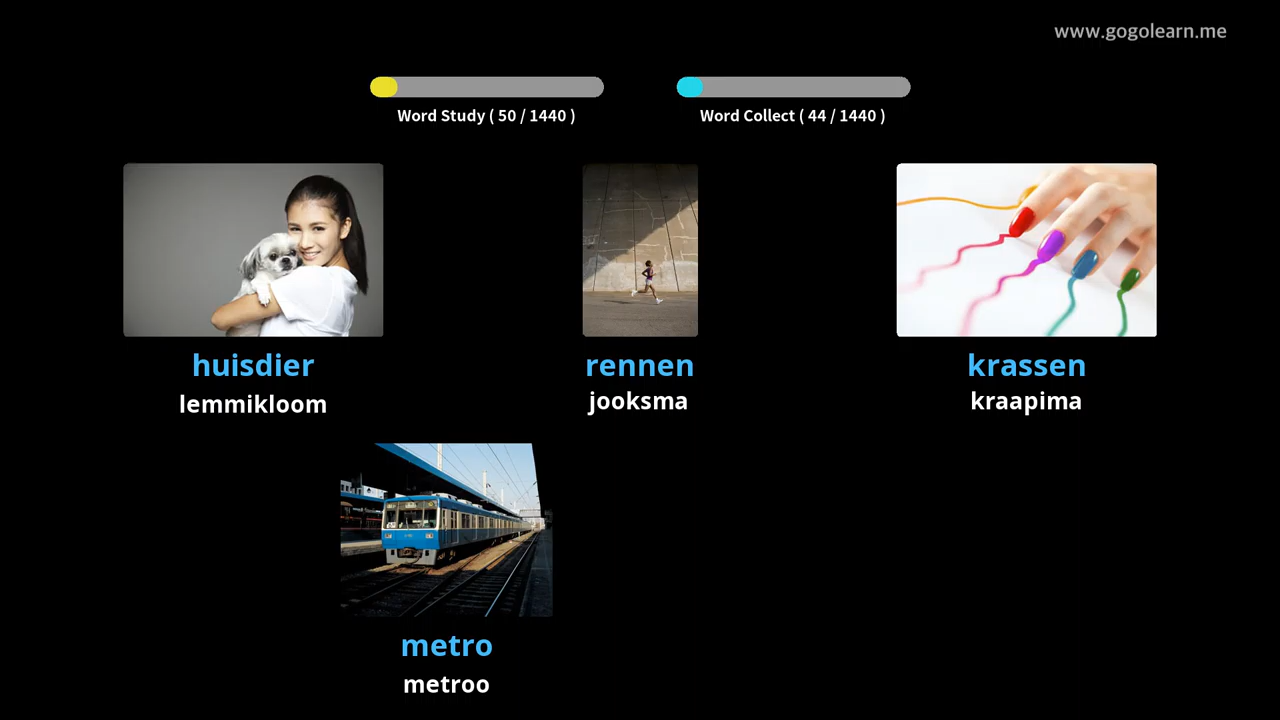 www.gogolearn.me
Word Study ( 50 / 1440 )
Word Collect ( 44 / 1440 )
huisdier
lemmikloom
rennen
jooksma
krassen
kraapima
metro
metroo